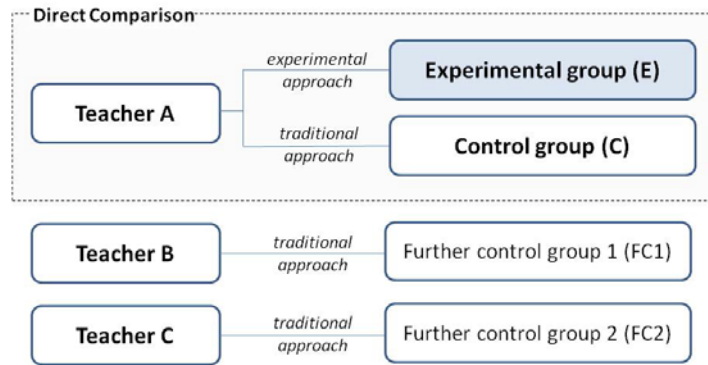 Direct Comparison
Teacher A
experimental
approach
Experimental group (E)
traditional
approach
Control group (C)
Teacher B
traditional
approach
Further control group 1 (FC1)
Teacher C
traditional
approach
Further control group 2 (FC2)